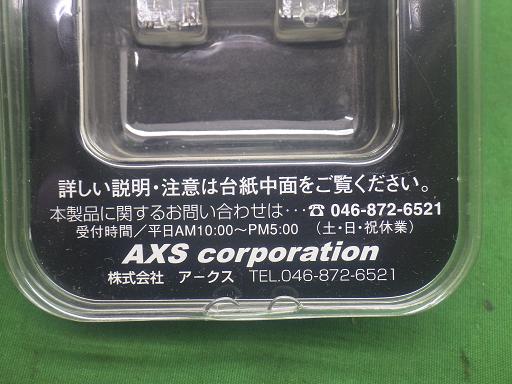 詳しい説明・注意は台紙中面をご覧ください。
本製品に関するお問い合わせは・・・☎ 046-872-6521
受付時間／平日AM10:00～PM5:00 （土・日・祝休業）
AXS corporation
株式会社 アークス TEL.046-872-6521